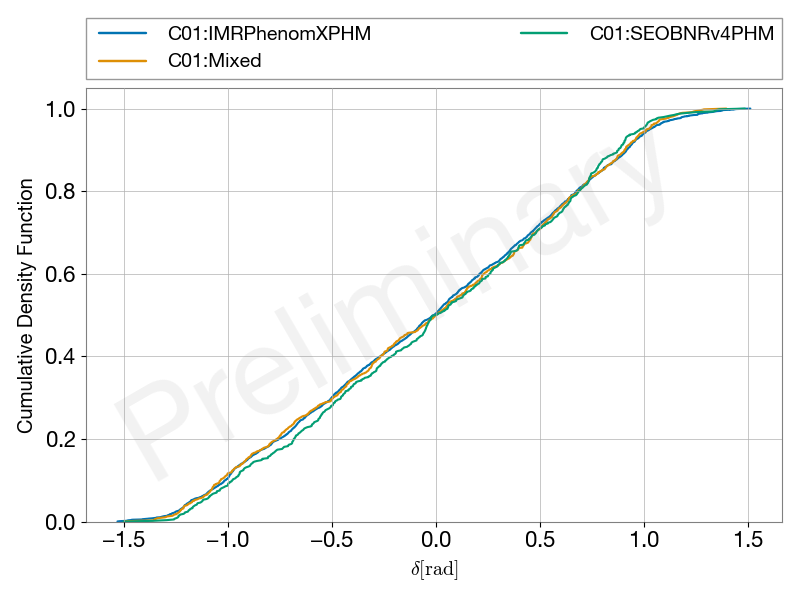 C01:IMRPhenomXPHM
C01:Mixed
C01:SEOBNRv4PHM
Preliminary
Cumulative Density Function
1.0
0.8
0.6
0.4
0.2
0.0
−1.5 −1.0 −0.5 0.0 0.5 1.0 1.5
δ[rad]